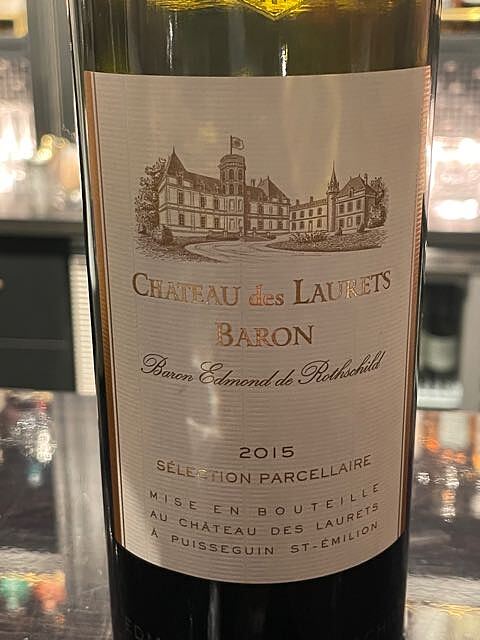 CHATEAU des LAURETS
BARON
Baron Edmond de Rothschild
2015
SÉLECTION PARCELLAIRE
MISE EN BOUTEILLE
AU CHÂTEAU DES LAURETS
À PUISSEGUIN ST-ÉMILION